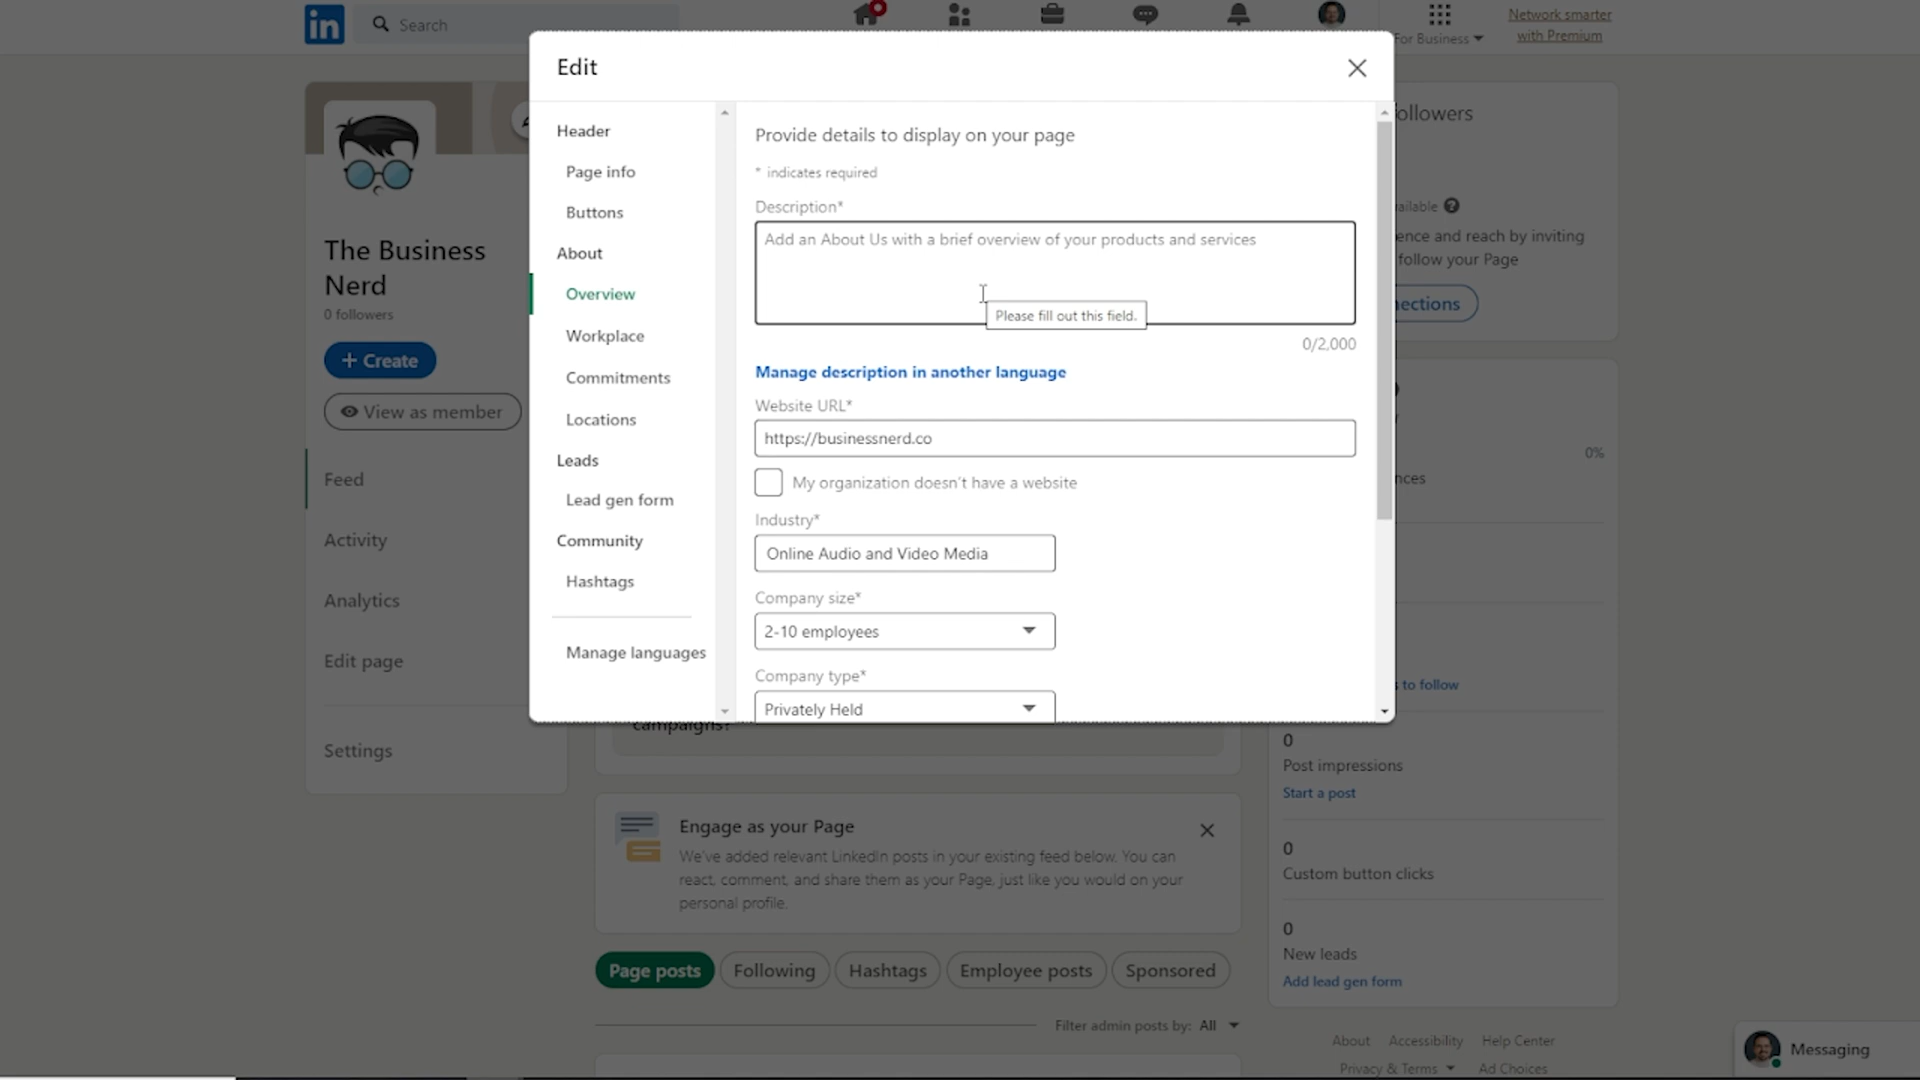 in
Search
For Business
Network smarter
with Premium
The Business
Nerd
0 followers
+ Create
View as member
Feed
Activity
Analytics
Edit page
Settings
Edit
Header
Page info
Buttons
About
Overview
Workplace
Commitments
Locations
Leads
Lead gen form
Community
Hashtags
Manage languages
Provide details to display on your page
* indicates required
Description*
Add an About Us with a brief overview of your products and services
Please fill out this field.
0/2,000
Manage description in another language
Website URL*
https://businessnerd.co
My organization doesn't have a website
Industry*
Online Audio and Video Media
Company size*
2-10 employees
Company type*
Privately Held
campaigns?
Engage as your Page
We've added relevant LinkedIn posts in your existing feed below. You can
react, comment, and share them as your Page, just like you would on your
personal profile.
Page posts
Following
Hashtags
Employee posts
Sponsored
Filter admin posts by: All
ollowers
ailable
ence and reach by inviting
follow your Page
nections
0%
nces
s to follow
0
Post impressions
Start a post
0
Custom button clicks
0
New leads
Add lead gen form
About
Accessibility
Help Center
Privacy & Terms
Ad Choices
Messaging